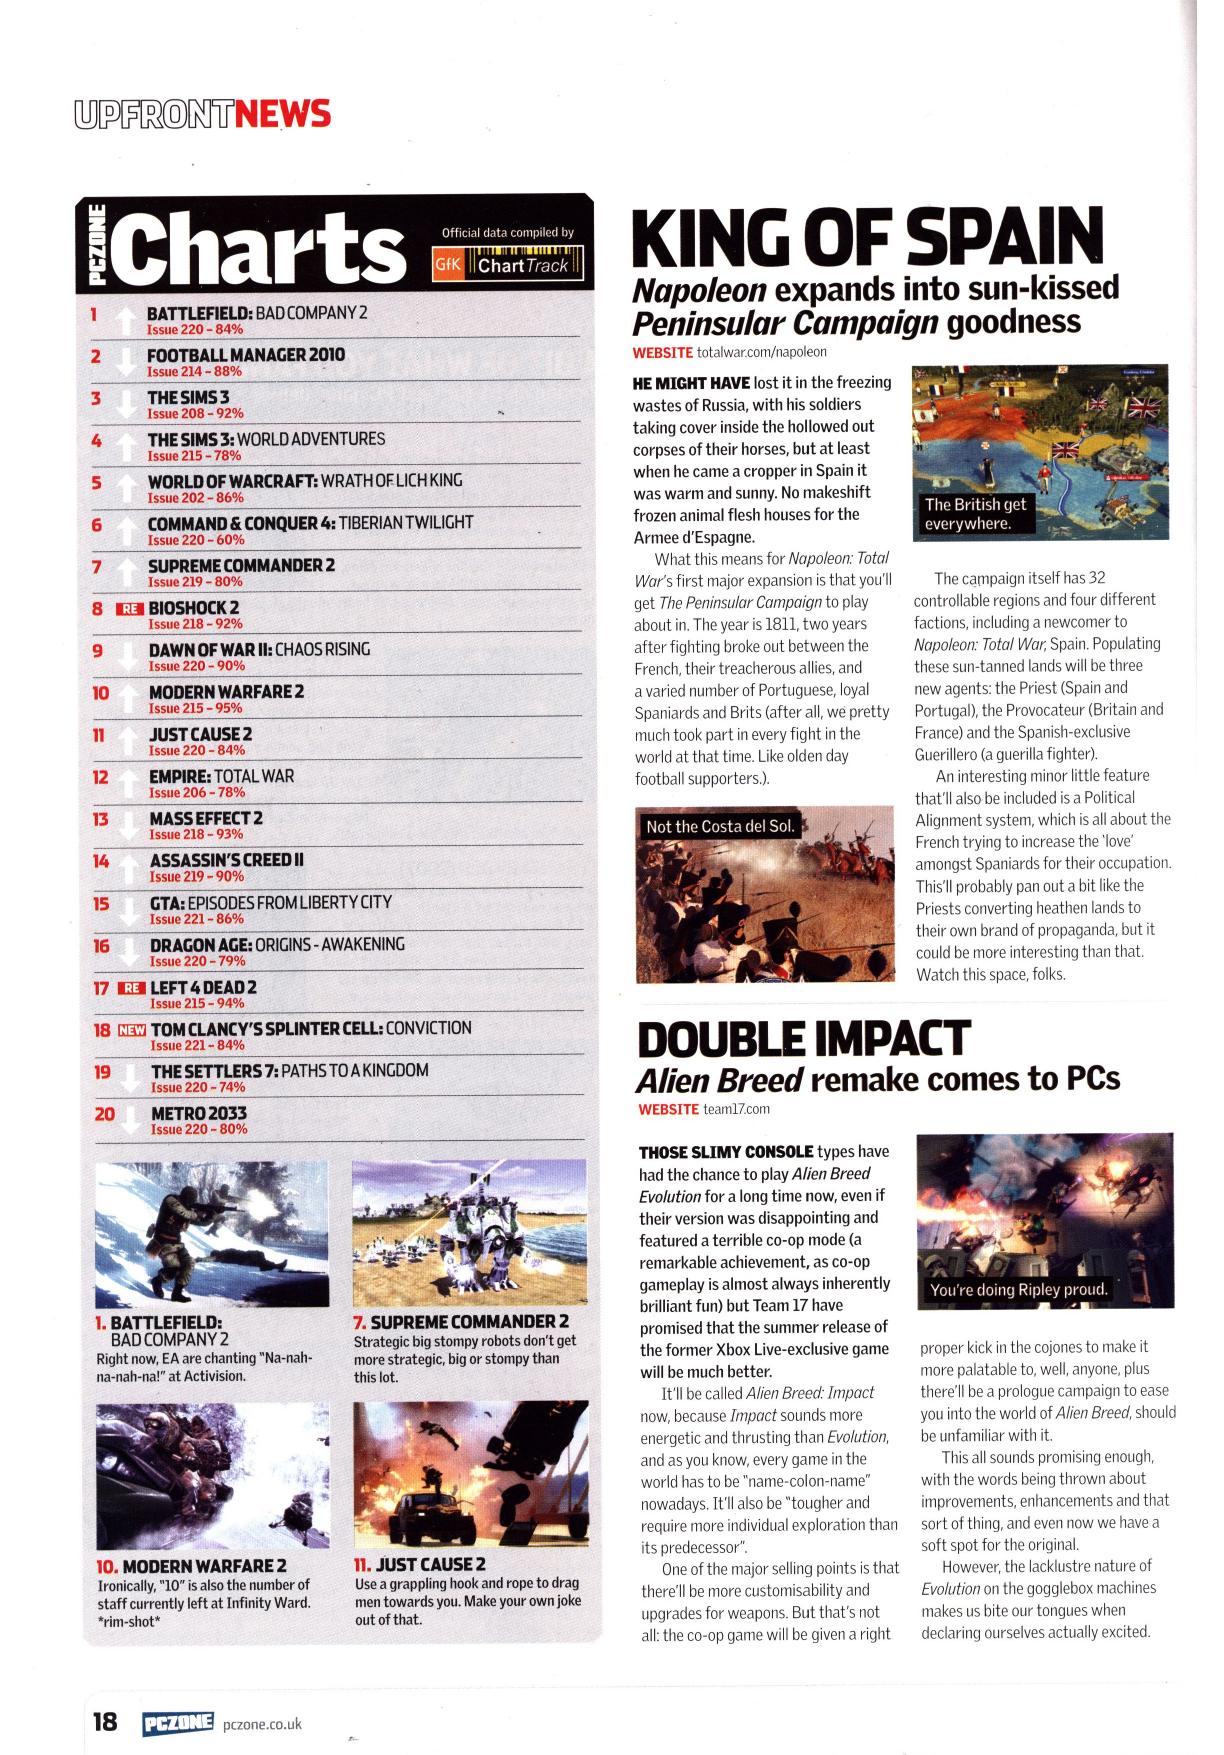 UPFRONTNEWS
PCZONE
Charts
Official data compiled by
GfK ChartTrack
1 BATTLEFIELD: BAD COMPANY 2
Issue 220 – 84%
2 FOOTBALL MANAGER 2010
Issue 214 – 88%
3 THE SIMS 3
Issue 208 – 92%
4 THE SIMS 3: WORLD ADVENTURES
Issue 215 – 78%
5 WORLD OF WARCRAFT: WRATH OF LICH KING
Issue 202 – 86%
6 COMMAND & CONQUER 4: TIBERIAN TWILIGHT
Issue 220 – 60%
7 SUPREME COMMANDER 2
Issue 219 – 80%
8 RE BIOSHOCK 2
Issue 218 – 92%
9 DAWN OF WAR II: CHAOS RISING
Issue 220 – 90%
10 MODERN WARFARE 2
Issue 215 – 95%
11 JUST CAUSE 2
Issue 220 – 84%
12 EMPIRE: TOTAL WAR
Issue 206 – 78%
13 MASS EFFECT 2
Issue 218 – 93%
14 ASSASSIN'S CREED II
Issue 219 – 90%
15 GTA: EPISODES FROM LIBERTY CITY
Issue 221 – 86%
16 DRAGON AGE: ORIGINS - AWAKENING
Issue 220 – 79%
17 RE LEFT 4 DEAD 2
Issue 215 – 94%
18 NEW TOM CLANCY'S SPLINTER CELL: CONVICTION
Issue 221 – 84%
19 THE SETTLERS 7: PATHS TO A KINGDOM
Issue 220 – 74%
20 METRO 2033
Issue 220 – 80%
1. BATTLEFIELD:
BAD COMPANY 2
Right now, EA are chanting "Na-nah-
na-nah-na!" at Activision.
7. SUPREME COMMANDER 2
Strategic big stompy robots don't get
more strategic, big or stompy than
this lot.
10. MODERN WARFARE 2
Ironically, "10" is also the number of
staff currently left at Infinity Ward.
*rim-shot*
11. JUST CAUSE 2
Use a grappling hook and rope to drag
men towards you. Make your own joke
out of that.
KING OF SPAIN
Napoleon expands into sun-kissed
Peninsular Campaign goodness
WEBSITE totalwar.com/napoleon
HE MIGHT HAVE lost it in the freezing
wastes of Russia, with his soldiers
taking cover inside the hollowed out
corpses of their horses, but at least
when he came a cropper in Spain it
was warm and sunny. No makeshift
frozen animal flesh houses for the
Armee d'Espagne.
What this means for Napoleon: Total
War's first major expansion is that you'll
get The Peninsular Campaign to play
about in. The year is 1811, two years
after fighting broke out between the
French, their treacherous allies, and
a varied number of Portuguese, loyal
Spaniards and Brits (after all, we pretty
much took part in every fight in the
world at that time. Like olden day
football supporters.).
Not the Costa del Sol.
The British get
everywhere.
The campaign itself has 32
controllable regions and four different
factions, including a newcomer to
Napoleon: Total War, Spain. Populating
these sun-tanned lands will be three
new agents: the Priest (Spain and
Portugal), the Provocateur (Britain and
France) and the Spanish-exclusive
Guerillero (a guerilla fighter).
An interesting minor little feature
that'll also be included is a Political
Alignment system, which is all about the
French trying to increase the 'love'
amongst Spaniards for their occupation.
This'll probably pan out a bit like the
Priests converting heathen lands to
their own brand of propaganda, but it
could be more interesting than that.
Watch this space, folks.
DOUBLE IMPACT
Alien Breed remake comes to PCs
WEBSITE team17.com
THOSE SLIMY CONSOLE types have
had the chance to play Alien Breed
Evolution for a long time now, even if
their version was disappointing and
featured a terrible co-op mode (a
remarkable achievement, as co-op
gameplay is almost always inherently
brilliant fun) but Team 17 have
promised that the summer release of
the former Xbox Live-exclusive game
will be much better.
It'll be called Alien Breed: Impact
now, because Impact sounds more
energetic and thrusting than Evolution,
and as you know, every game in the
world has to be "name-colon-name"
nowadays. It'll also be "tougher and
require more individual exploration than
its predecessor".
One of the major selling points is that
there'll be more customisability and
upgrades for weapons. But that's not
all: the co-op game will be given a right
You're doing Ripley proud.
proper kick in the cojones to make it
more palatable to, well, anyone, plus
there'll be a prologue campaign to ease
you into the world of Alien Breed, should
be unfamiliar with it.
This all sounds promising enough,
with the words being thrown about
improvements, enhancements and that
sort of thing, and even now we have a
soft spot for the original.
However, the lacklustre nature of
Evolution on the gogglebox machines
makes us bite our tongues when
declaring ourselves actually excited.
18 PCZONE pczone.co.uk